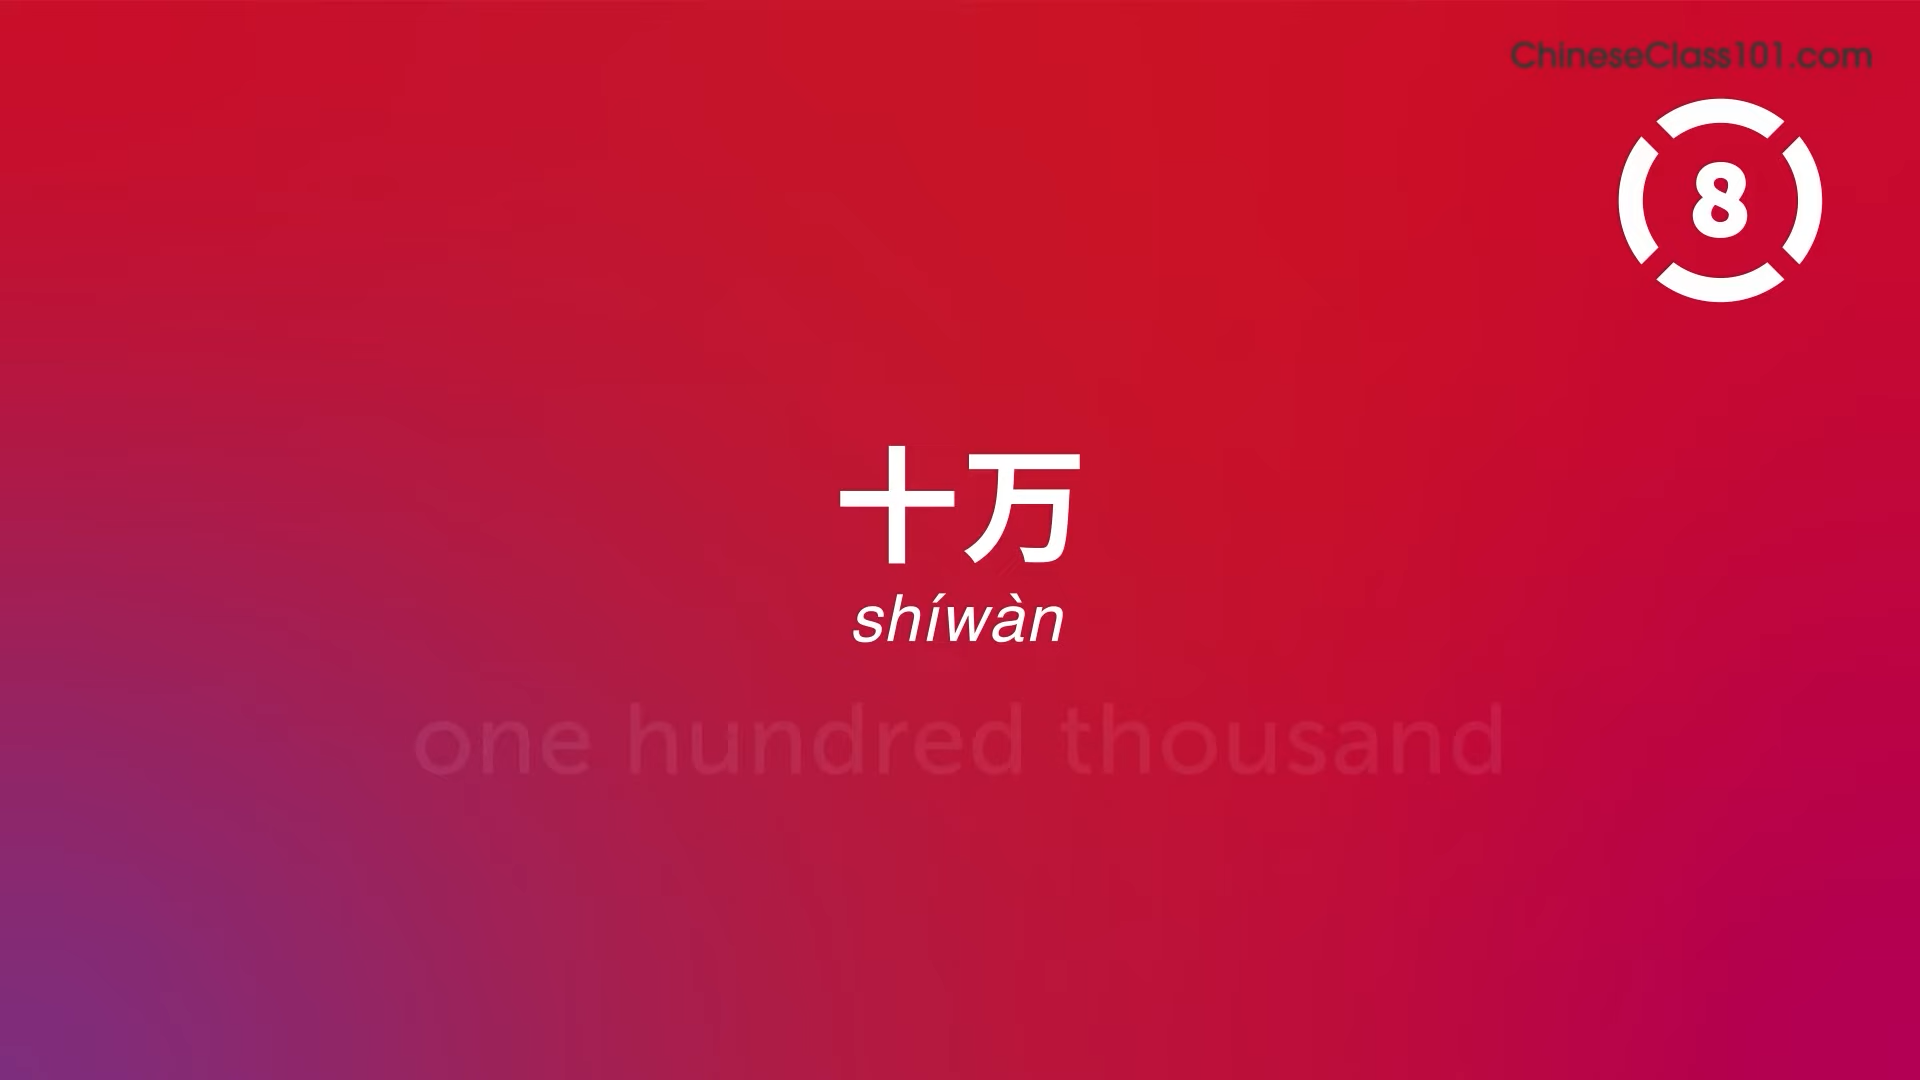 ChineseClass101.com
8
十万
shíwàn
one hundred thousand